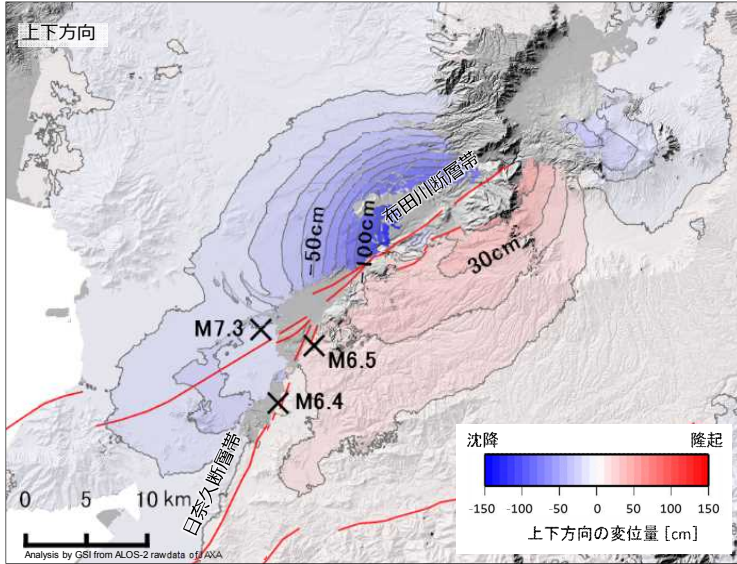 上下方向
布田川断層帯
-50cm
-100cm
30cm
M7.3
M6.5
M6.4
日奈久断層帯
0 5 10 km
Analysis by GSI from ALOS-2 rawdata of JAXA
沈降 隆起
-150 -100 -50 0 50 100 150
上下方向の変位量 [cm]